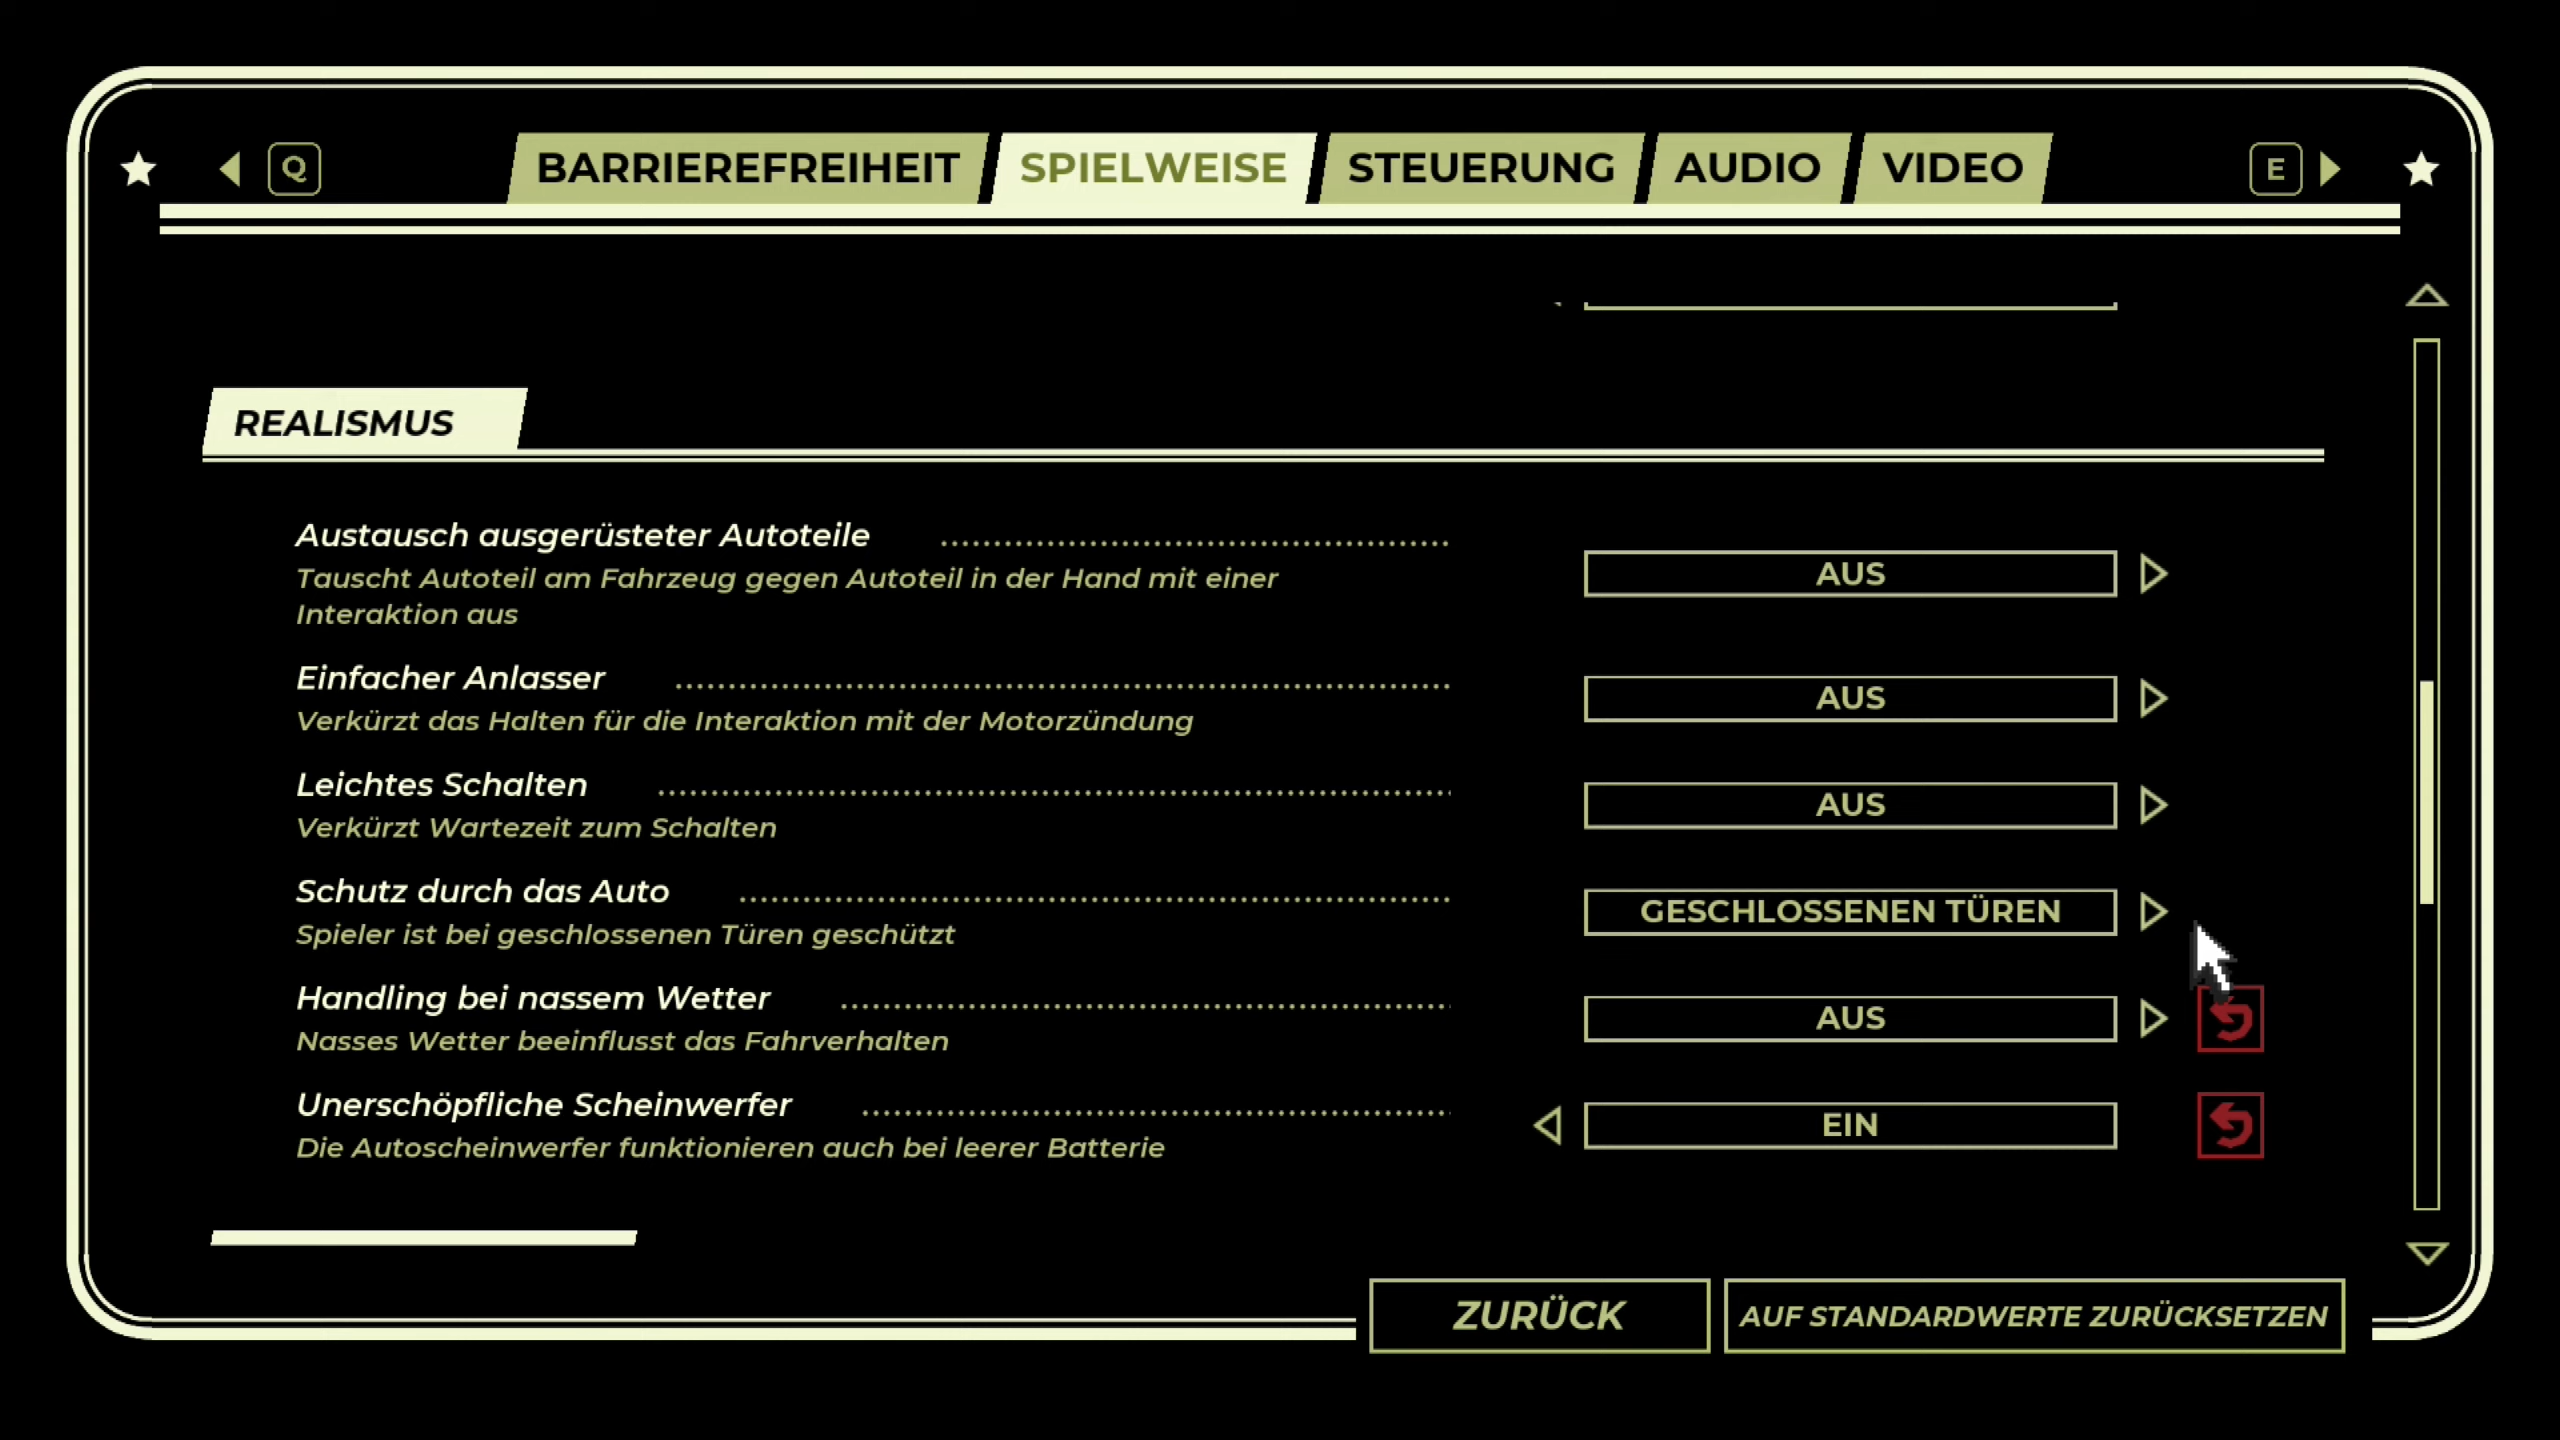 Q
BARRIEREFREIHEIT
SPIELWEISE
STEUERUNG
AUDIO
VIDEO
E
REALISMUS
Austausch ausgerüsteter Autoteile
Tauscht Autoteil am Fahrzeug gegen Autoteil in der Hand mit einer
Interaktion aus
AUS
Einfacher Anlasser
Verkürzt das Halten für die Interaktion mit der Motorzündung
AUS
Leichtes Schalten
Verkürzt Wartezeit zum Schalten
AUS
Schutz durch das Auto
Spieler ist bei geschlossenen Türen geschützt
GESCHLOSSENEN TÜREN
Handling bei nassem Wetter
Nasses Wetter beeinflusst das Fahrverhalten
AUS
Unerschöpfliche Scheinwerfer
Die Autoscheinwerfer funktionieren auch bei leerer Batterie
EIN
ZURÜCK
AUF STANDARDWERTE ZURÜCKSETZEN